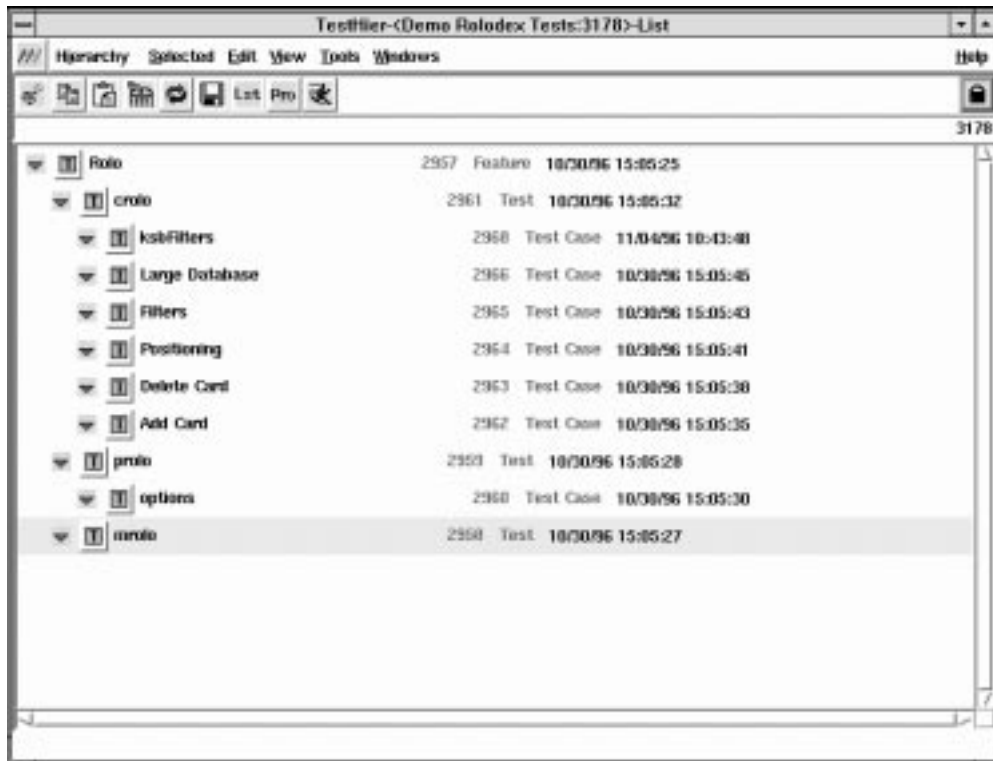 TestHier-<Demo Rolodex Tests:3178>-List
Hierarchy Selected Edit View Tools Windows Help
Lst Pro
3178
Rolo 2957 Feature 10/30/96 15:05:25
crolo 2961 Test 10/30/96 15:05:32
ksbFilters 2968 Test Case 11/04/96 10:43:48
Large Database 2966 Test Case 10/30/96 15:05:45
Filters 2965 Test Case 10/30/96 15:05:43
Positioning 2964 Test Case 10/30/96 15:05:41
Delete Card 2963 Test Case 10/30/96 15:05:38
Add Card 2962 Test Case 10/30/96 15:05:35
prolo 2959 Test 10/30/96 15:05:28
options 2960 Test Case 10/30/96 15:05:30
mrolo 2958 Test 10/30/96 15:05:27